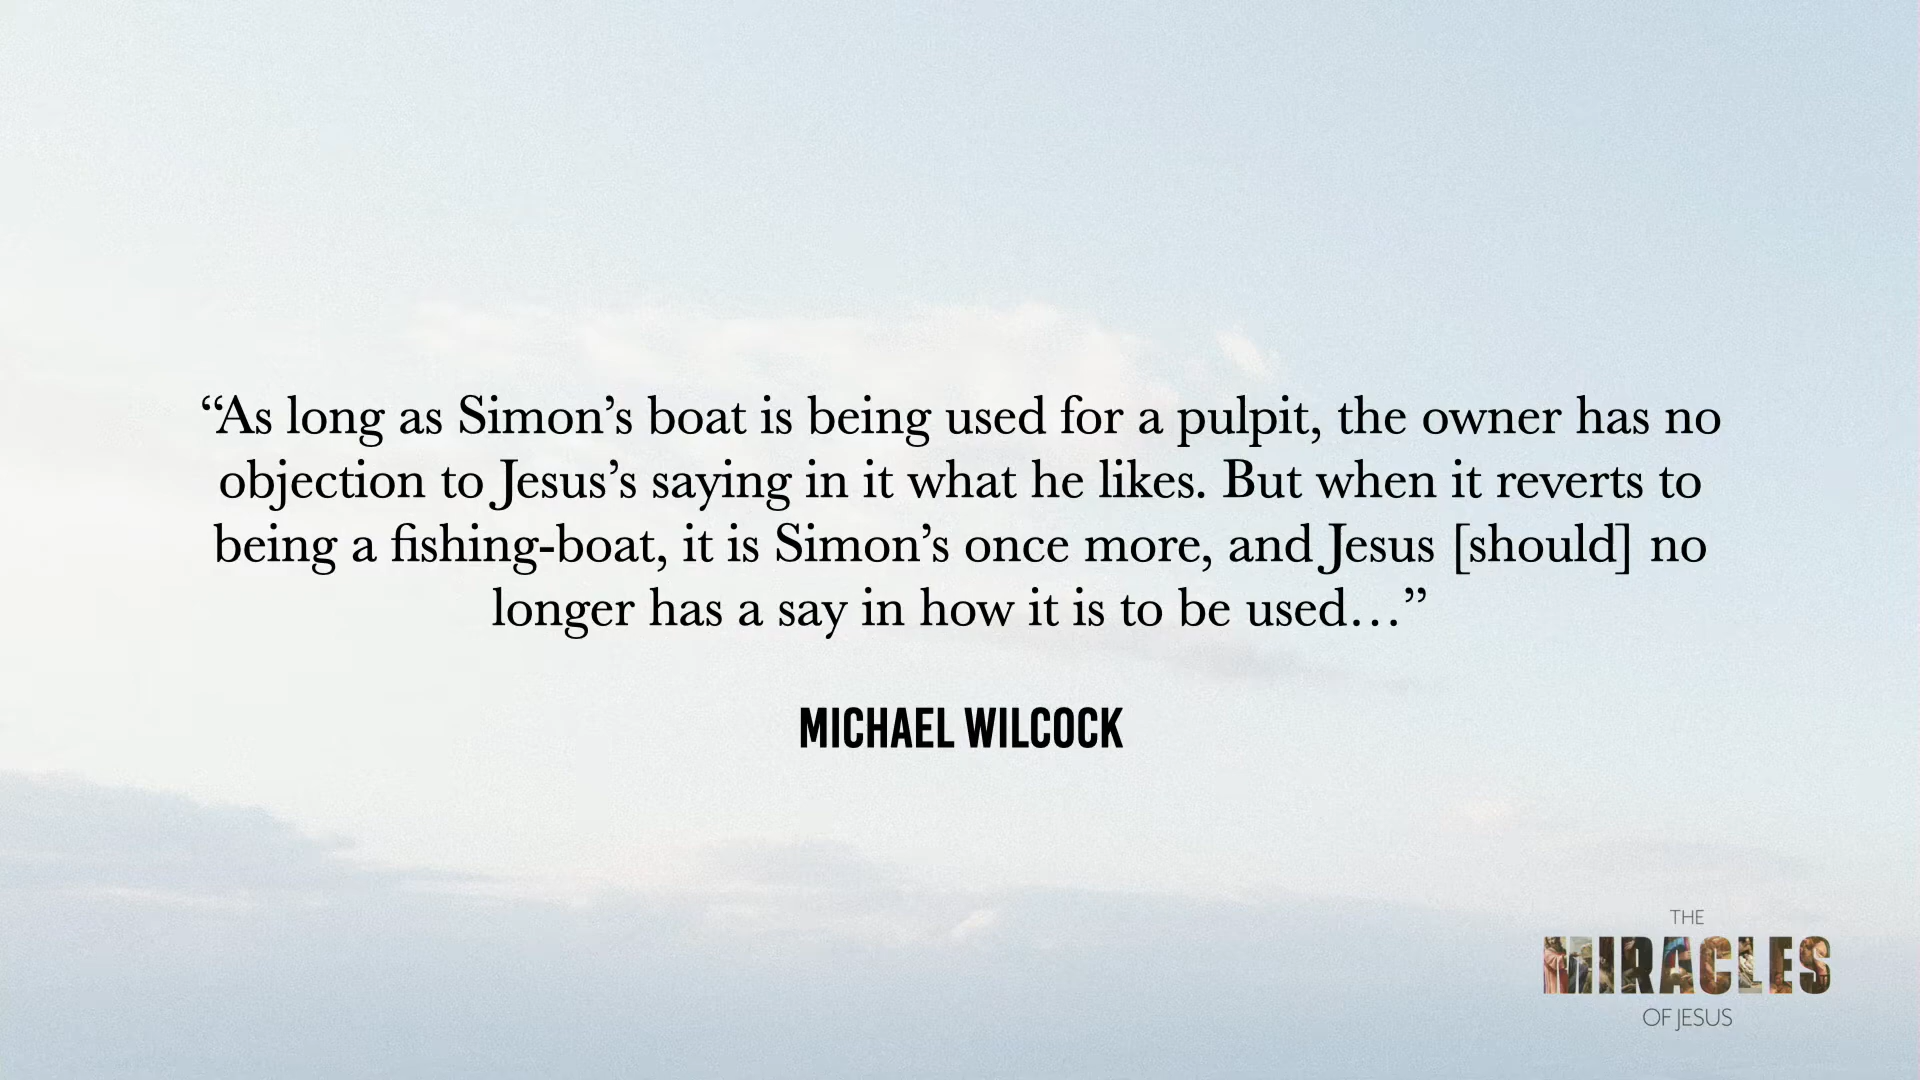 “As long as Simon’s boat is being used for a pulpit, the owner has no
objection to Jesus’s saying in it what he likes. But when it reverts to
being a fishing-boat, it is Simon’s once more, and Jesus [should] no
longer has a say in how it is to be used…”
MICHAEL WILCOCK
THE
MIRACLES
OF JESUS